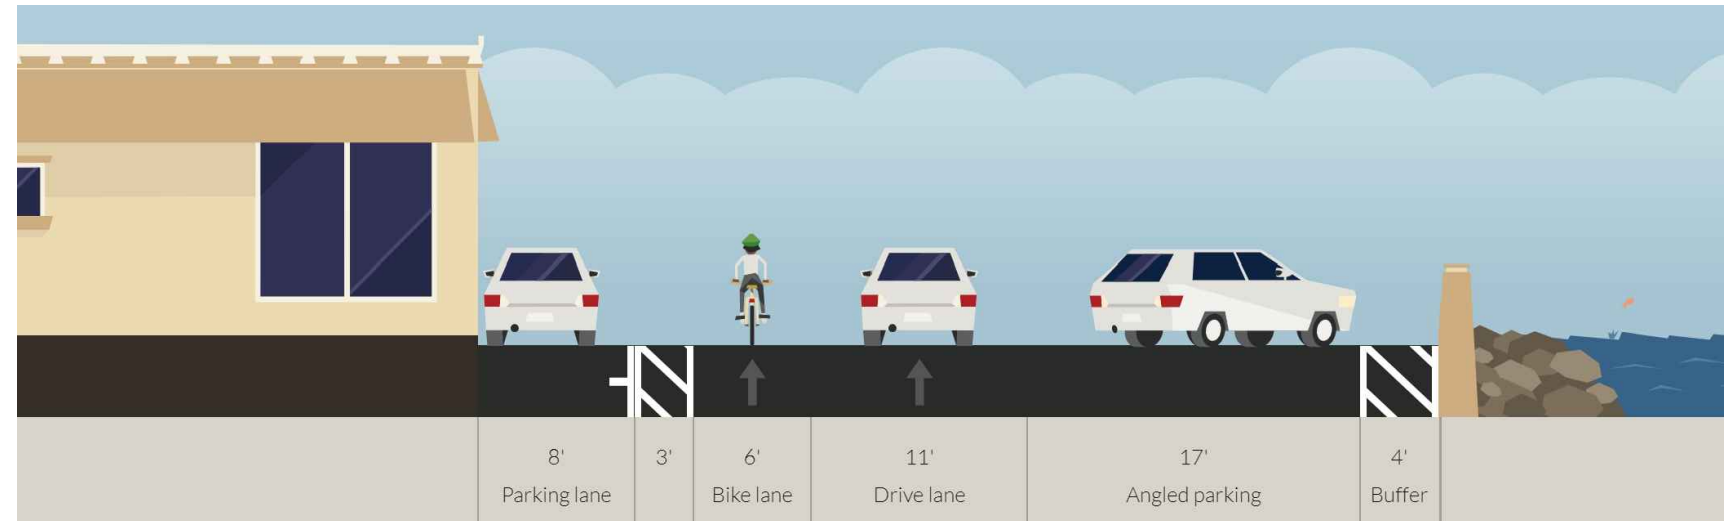 8' 3' 6' 11' 17' 4'
Parking lane Bike lane Drive lane Angled parking Buffer